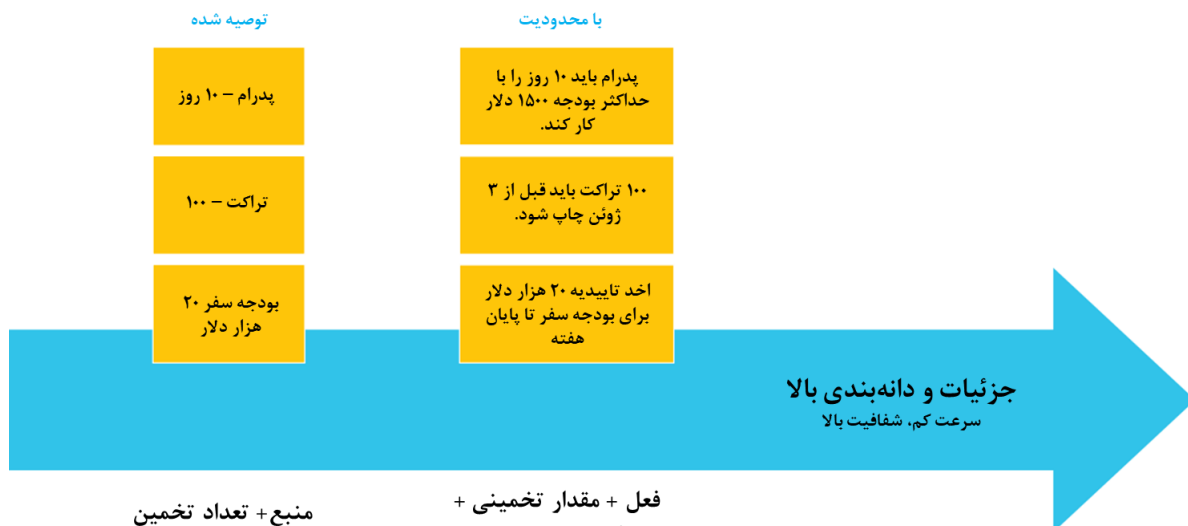 توصیه شده
با محدودیت
پدرام – ۱۰ روز
پدرام باید ۱۰ روز را با
حداکثر بودجه ۱۵۰۰ دلار
کار کند.
تراکت – ۱۰۰
۱۰۰ تراکت باید قبل از ۳
ژوئن چاپ شود.
بودجه سفر ۲۰
هزار دلار
اخد تاییدیه ۲۰ هزار دلار
برای بودجه سفر تا پایان
هفته
جزئیات و دانه‌بندی بالا
سرعت کم، شفافیت بالا
منبع+ تعداد تخمین
فعل + مقدار تخمینی +